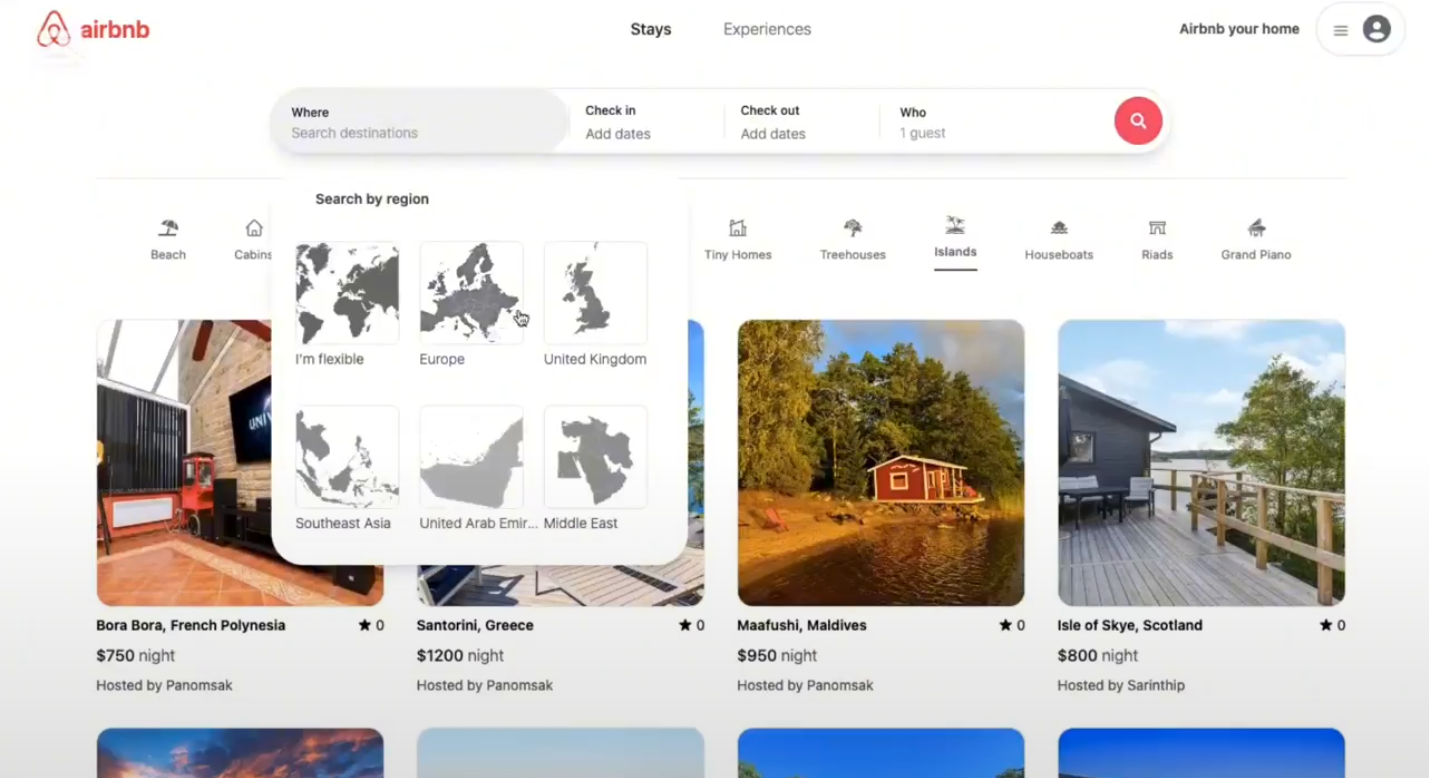 airbnb
Stays
Experiences
Airbnb your home
Where
Search destinations
Check in
Add dates
Check out
Add dates
Who
1 guest
Search by region
I'm flexible
Europe
United Kingdom
Southeast Asia
United Arab Emir...
Middle East
Beach
Cabins
Tiny Homes
Treehouses
Islands
Houseboats
Riads
Grand Piano
UNIV
Bora Bora, French Polynesia
★ 0
$750 night
Hosted by Panomsak
Santorini, Greece
★ 0
$1200 night
Hosted by Panomsak
Maafushi, Maldives
★ 0
$950 night
Hosted by Panomsak
Isle of Skye, Scotland
★ 0
$800 night
Hosted by Sarinthip